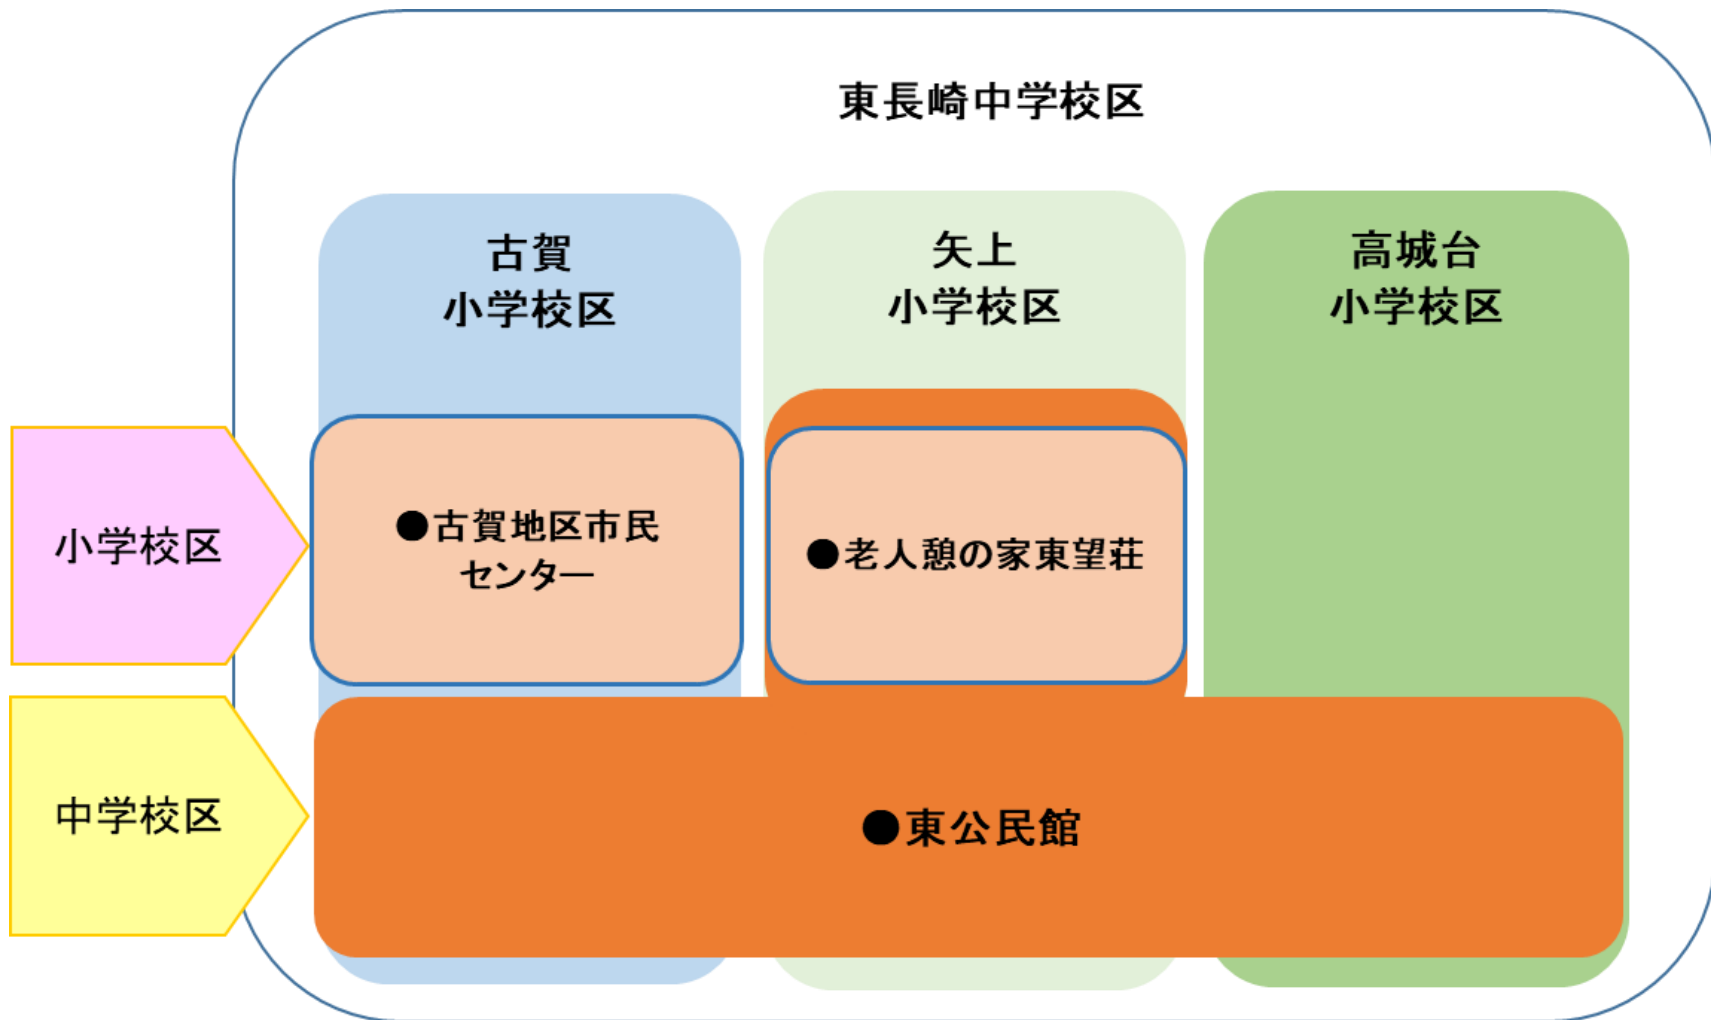 東長崎中学校区
古賀
小学校区
矢上
小学校区
高城台
小学校区
小学校区
●古賀地区市民
センター
●老人憩の家東望荘
中学校区
●東公民館